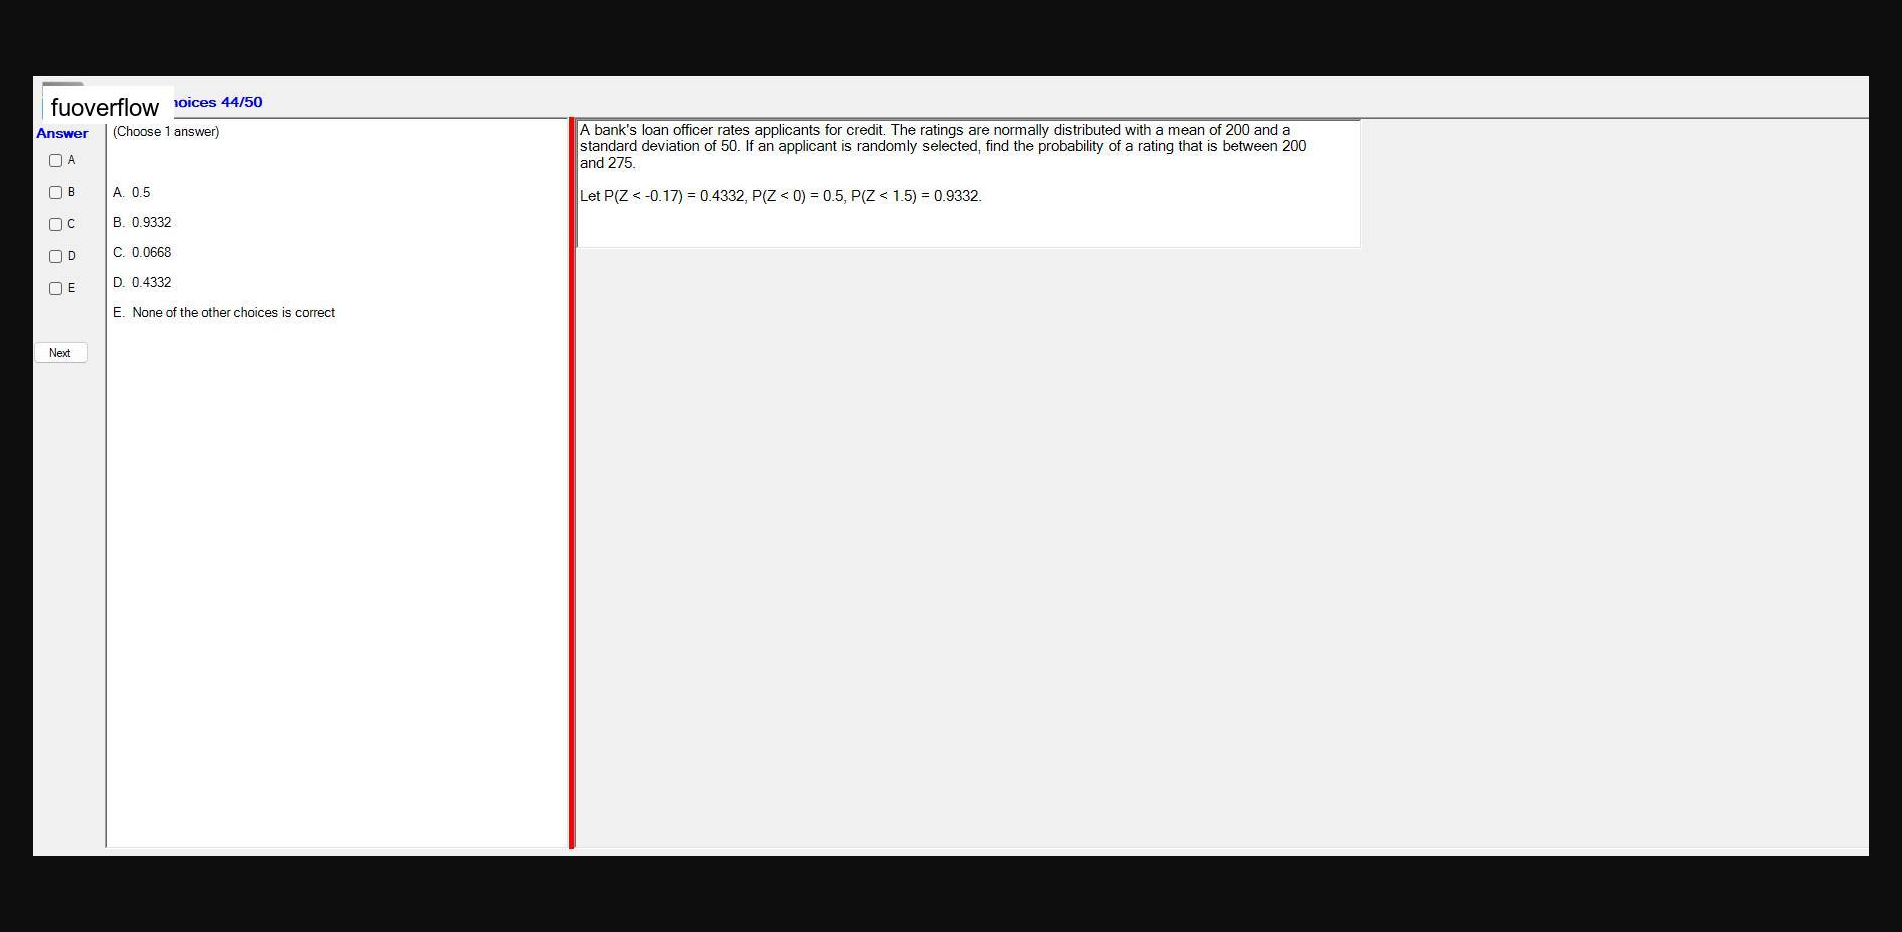 fuoverflow
hoices 44/50
Answer
(Choose 1 answer)
A
B
C
D
E
A. 0.5
B. 0.9332
C. 0.0668
D. 0.4332
E. None of the other choices is correct
Next
A bank's loan officer rates applicants for credit. The ratings are normally distributed with a mean of 200 and a
standard deviation of 50. If an applicant is randomly selected, find the probability of a rating that is between 200
and 275.
Let P(Z < -0.17) = 0.4332, P(Z < 0) = 0.5, P(Z < 1.5) = 0.9332.